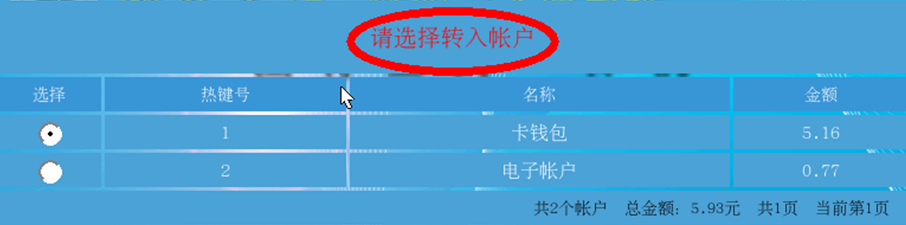 请选择转入帐户
选择 热键号 名称 金额
1 卡钱包 5.16
2 电子帐户 0.77
共2个帐户 总金额: 5.93元 共1页 当前第1页